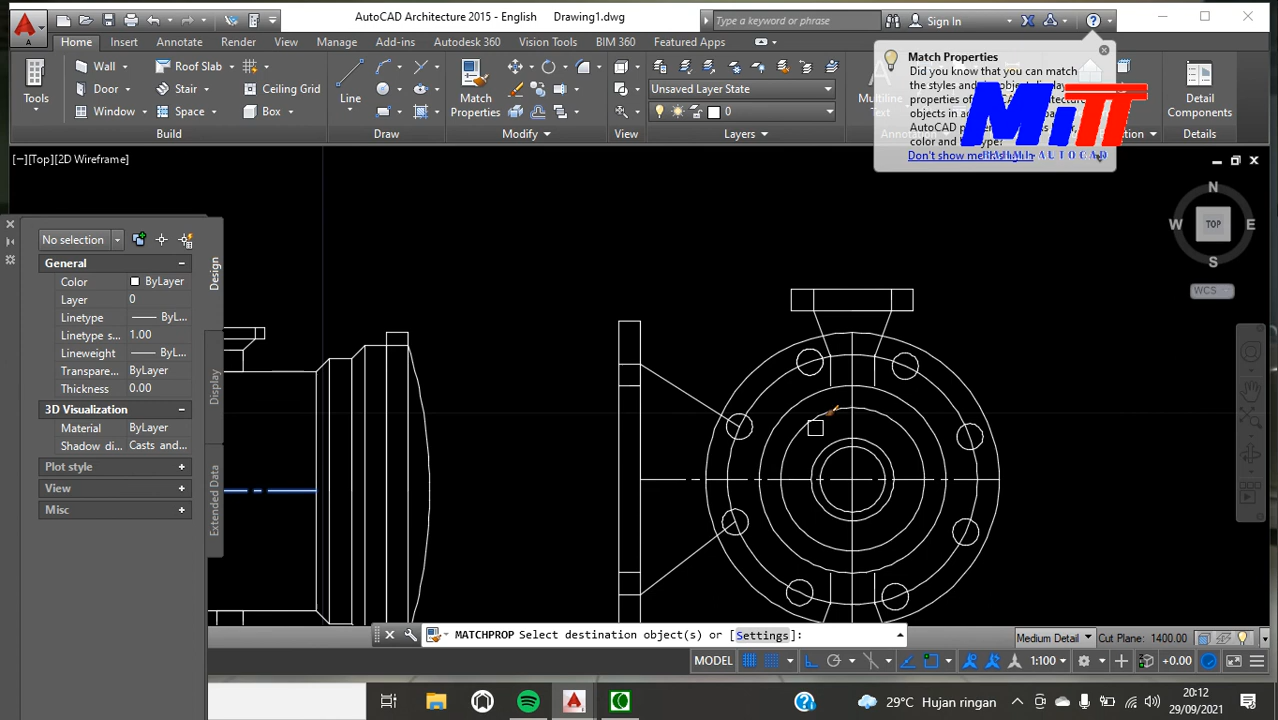 AutoCAD Architecture 2015 - English Drawing1.dwg
Type a keyword or phrase
Sign In
Home Insert Annotate Render View Manage Add-ins Autodesk 360 Vision Tools BIM 360 Featured Apps
Wall Roof Slab
Door Stair Ceiling Grid
Window Space Box
Tools
Line
Match
Properties
Unsaved Layer State
0
Multiline
Text
Detail
Components
Build Draw Modify View Layers Details
Match Properties
Did you know that you can match
the styles and
properties of
objects in
AutoCAD
color and
Don't show me
MiTT
AUTOCAD
[−][Top][2D Wireframe]
N
W TOP E
S
WCS
No selection
General
Color ByLayer
Layer 0
Linetype ByL...
Linetype s... 1.00
Lineweight ByL...
Transpare... ByLayer
Thickness 0.00
3D Visualization
Material ByLayer
Shadow di... Casts and...
Plot style
View
Misc
Design
Display
Extended Data
MATCHPROP Select destination object(s) or [Settings]:
Medium Detail Cut Plane: 1400.00
MODEL 1:100 +0.00
29°C Hujan ringan
20:12
29/09/2021